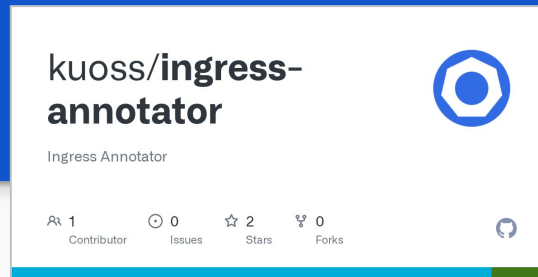 kuoss/ingress-
annotator
Ingress Annotator
1 0 2 0
Contributor Issues Stars Forks